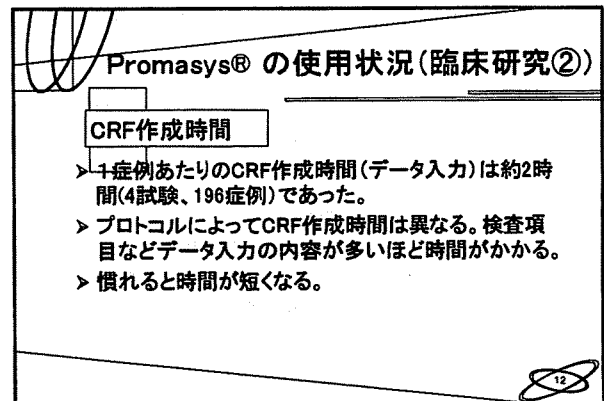 Promasys® の使用状況(臨床研究②)
CRF作成時間
➢ 1症例あたりのCRF作成時間(データ入力)は約2時
間(4試験、196症例)であった。
➢ プロトコルによってCRF作成時間は異なる。検査項
目などデータ入力の内容が多いほど時間がかかる。
➢ 慣れると時間が短くなる。
12